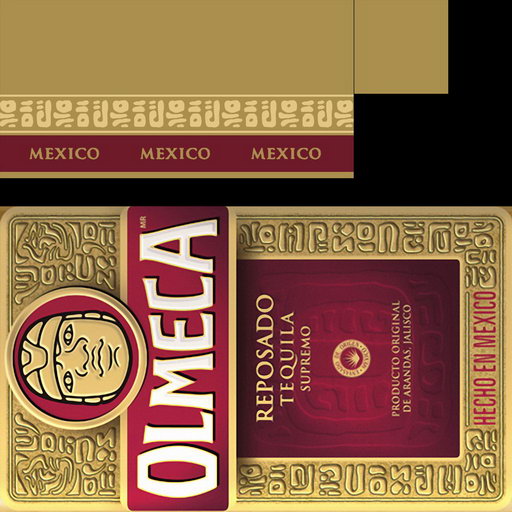 MEXICO MEXICO MEXICO
OLMECA
MR
REPOSADO
TEQUILA
SUPREMO
PRODUCTO ORIGINAL
DE ARANDAS, JALISCO
HECHO EN MEXICO